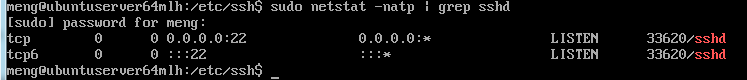 meng@ubuntuserver64mlh:/etc/ssh$ sudo netstat -natp | grep sshd
[sudo] password for meng:
tcp        0      0 0.0.0.0:22              0.0.0.0:*               LISTEN      33620/sshd
tcp6       0      0 :::22                   :::*                    LISTEN      33620/sshd
meng@ubuntuserver64mlh:/etc/ssh$ _